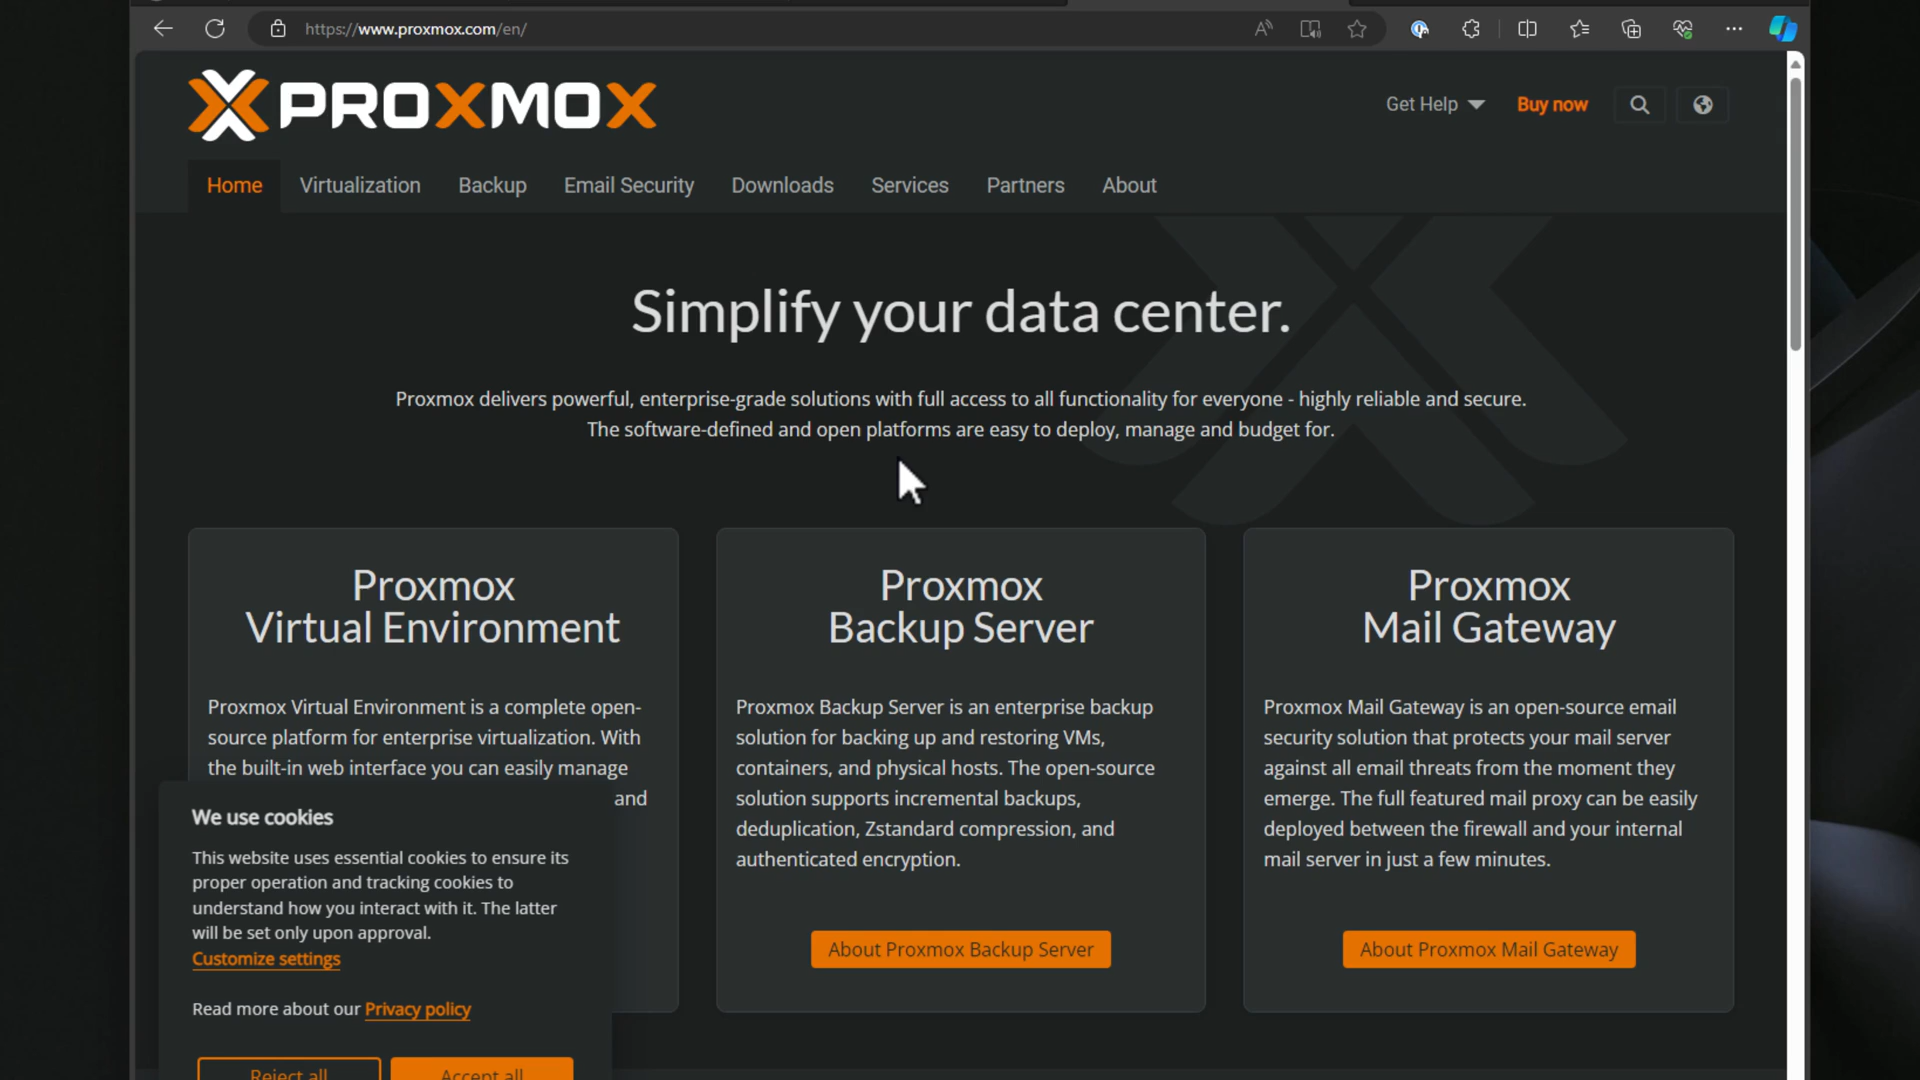 https://www.proxmox.com/en/
PROXMOX
Get Help
Buy now
Home
Virtualization
Backup
Email Security
Downloads
Services
Partners
About
Simplify your data center.
Proxmox delivers powerful, enterprise-grade solutions with full access to all functionality for everyone - highly reliable and secure.
The software-defined and open platforms are easy to deploy, manage and budget for.
Proxmox
Virtual Environment
Proxmox Virtual Environment is a complete open-
source platform for enterprise virtualization. With
the built-in web interface you can easily manage
and
Proxmox
Backup Server
Proxmox Backup Server is an enterprise backup
solution for backing up and restoring VMs,
containers, and physical hosts. The open-source
solution supports incremental backups,
deduplication, Zstandard compression, and
authenticated encryption.
About Proxmox Backup Server
Proxmox
Mail Gateway
Proxmox Mail Gateway is an open-source email
security solution that protects your mail server
against all email threats from the moment they
emerge. The full featured mail proxy can be easily
deployed between the firewall and your internal
mail server in just a few minutes.
About Proxmox Mail Gateway
We use cookies
This website uses essential cookies to ensure its
proper operation and tracking cookies to
understand how you interact with it. The latter
will be set only upon approval.
Customize settings
Read more about our Privacy policy
Reject all
Accept all